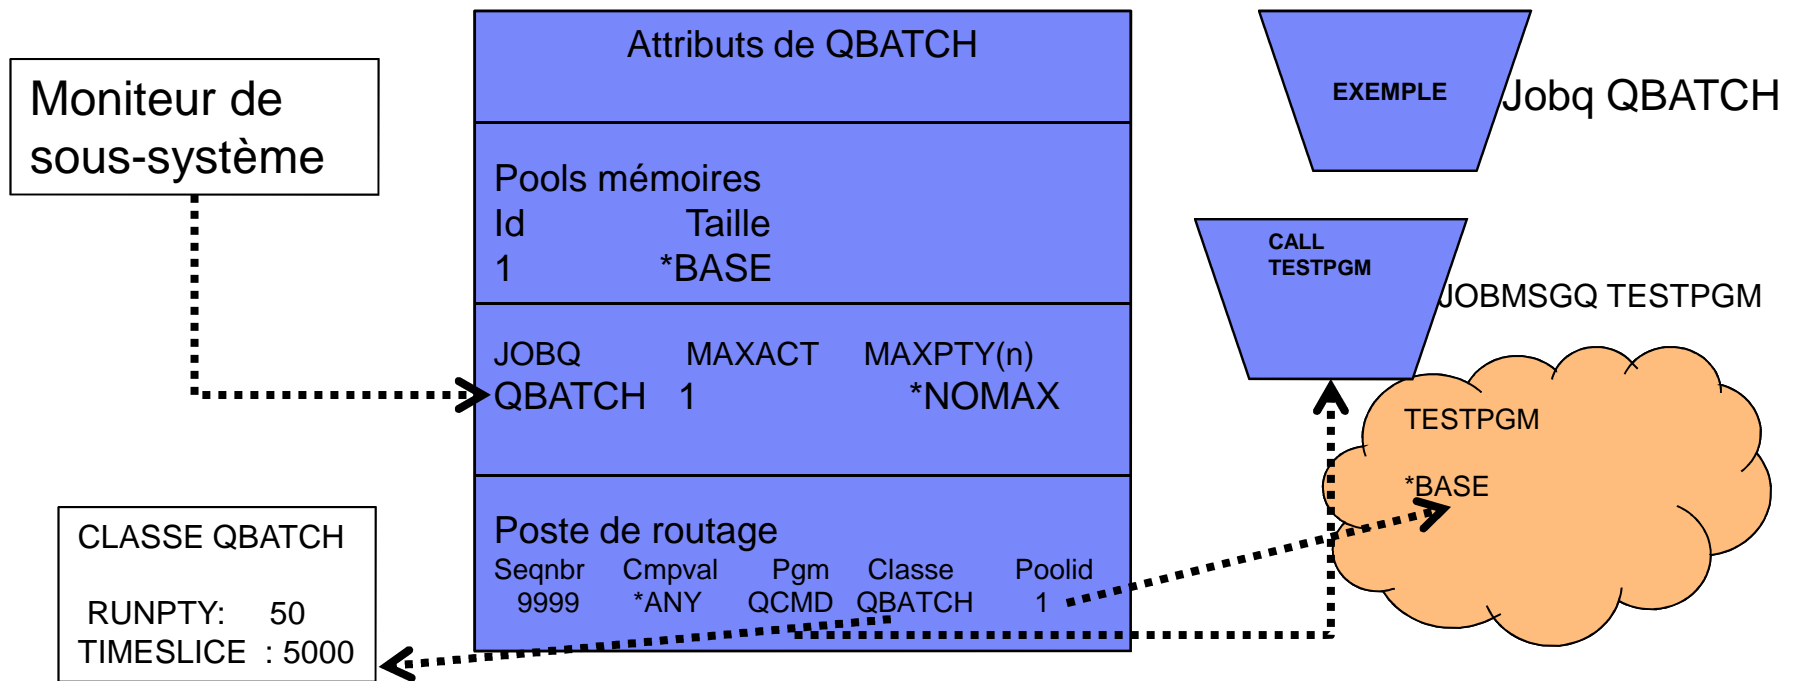 Moniteur de
sous-système
Attributs de QBATCH
Pools mémoires
Id Taille
1 *BASE
JOBQ MAXACT MAXPTY(n)
QBATCH 1 *NOMAX
Poste de routage
Seqnbr Cmpval Pgm Classe Poolid
9999 *ANY QCMD QBATCH 1
CLASSE QBATCH
RUNPTY: 50
TIMESLICE : 5000
EXEMPLE
Jobq QBATCH
CALL
TESTPGM
JOBMSGQ TESTPGM
TESTPGM
*BASE